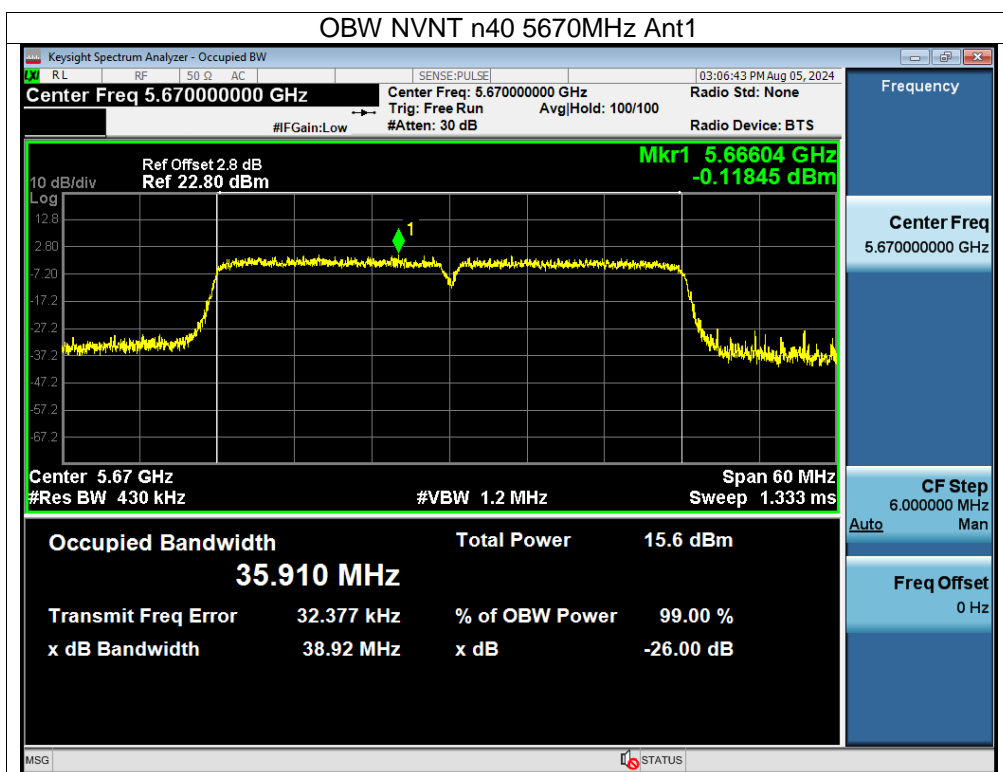 OBW NVNT n40 5670MHz Ant1
Keysight Spectrum Analyzer - Occupied BW
LXI RL RF 50 Ω AC SENSE:PULSE 03:06:43 PM Aug 05, 2024
Center Freq 5.670000000 GHz Center Freq: 5.670000000 GHz Radio Std: None
Trig: Free Run Avg|Hold: 100/100
#IFGain:Low #Atten: 30 dB Radio Device: BTS
Frequency
Mkr1 5.66604 GHz
-0.11845 dBm
Ref Offset 2.8 dB
10 dB/div Ref 22.80 dBm
Log
12.8
2.80
-7.20
-17.2
-27.2
-37.2
-47.2
-57.2
-67.2
1
Center 5.67 GHz Span 60 MHz
#Res BW 430 kHz #VBW 1.2 MHz Sweep 1.333 ms
Center Freq
5.670000000 GHz
CF Step
6.000000 MHz
Auto Man
Freq Offset
0 Hz
Occupied Bandwidth Total Power 15.6 dBm
35.910 MHz
Transmit Freq Error 32.377 kHz % of OBW Power 99.00 %
x dB Bandwidth 38.92 MHz x dB -26.00 dB
MSG STATUS